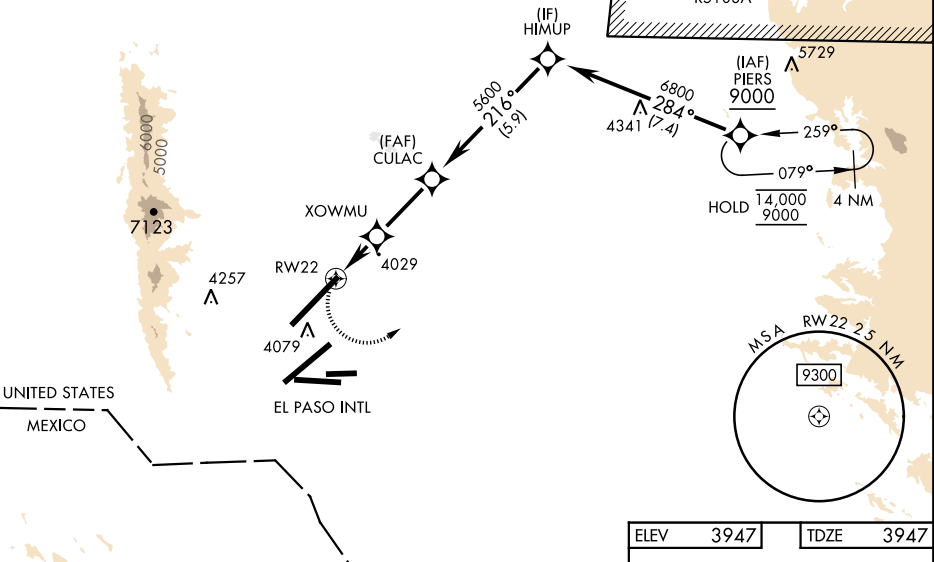 (IF)
HIMUP
5729
(IAF)
PIERS
9000
6800
284°
(7.4)
4341
5600
216°
(5.9)
259°
079°
4 NM
HOLD
14,000
9000
(FAF)
CULAC
6000
5000
7123
XOWMU
4029
RW22
4257
4079
EL PASO INTL
UNITED STATES
MEXICO
MSA RW22 25 NM
9300
ELEV 3947
TDZE 3947